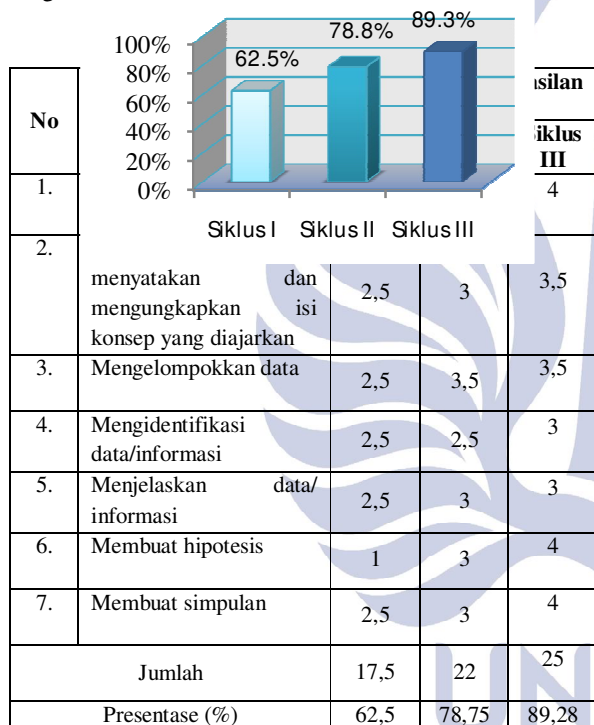 100%
80%
60%
40%
20%
0%
62.5%
78.8%
89.3%
Siklus I Siklus II Siklus III
No
III
1. 4
2.
menyatakan dan
mengungkapkan isi
konsep yang diajarkan
2,5 3 3,5
3. Mengelompokkan data 2,5 3,5 3,5
4. Mengidentifikasi
data/informasi
2,5 2,5 3
5. Menjelaskan data/
informasi
2,5 3 3
6. Membuat hipotesis 1 3 4
7. Membuat simpulan 2,5 3 4
Jumlah 17,5 22 25
Presentase (%) 62,5 78,75 89,28
UN